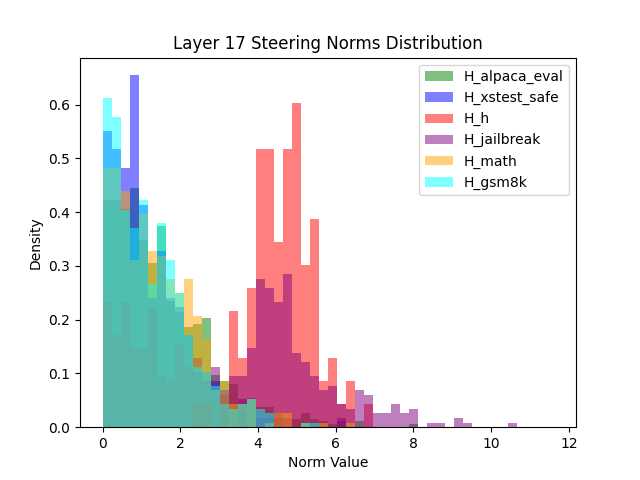 Layer 17 Steering Norms Distribution
H_alpaca_eval
H_xstest_safe
H_h
H_jailbreak
H_math
H_gsm8k
Density
0.6
0.5
0.4
0.3
0.2
0.1
0.0
0 2 4 6 8 10 12
Norm Value